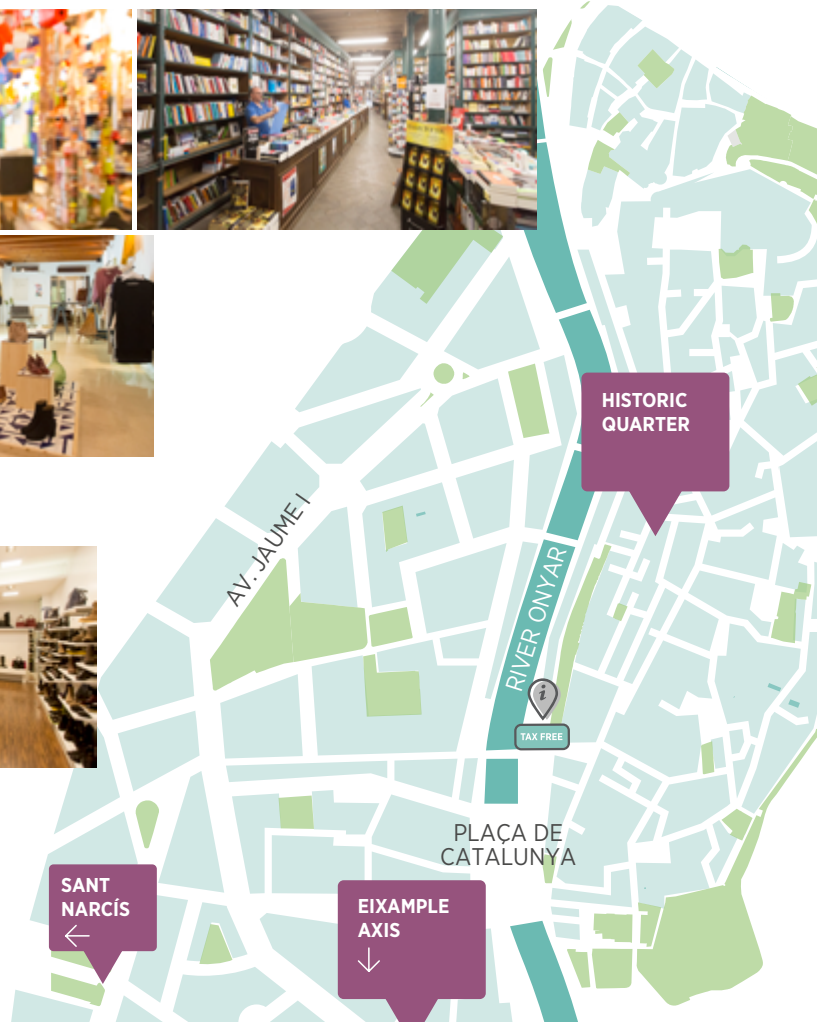 HISTORIC
QUARTER
AV. JAUME I
RIVER ONYAR
i
TAX FREE
PLAÇA DE
CATALUNYA
SANT
NARCÍS
EIXAMPLE
AXIS